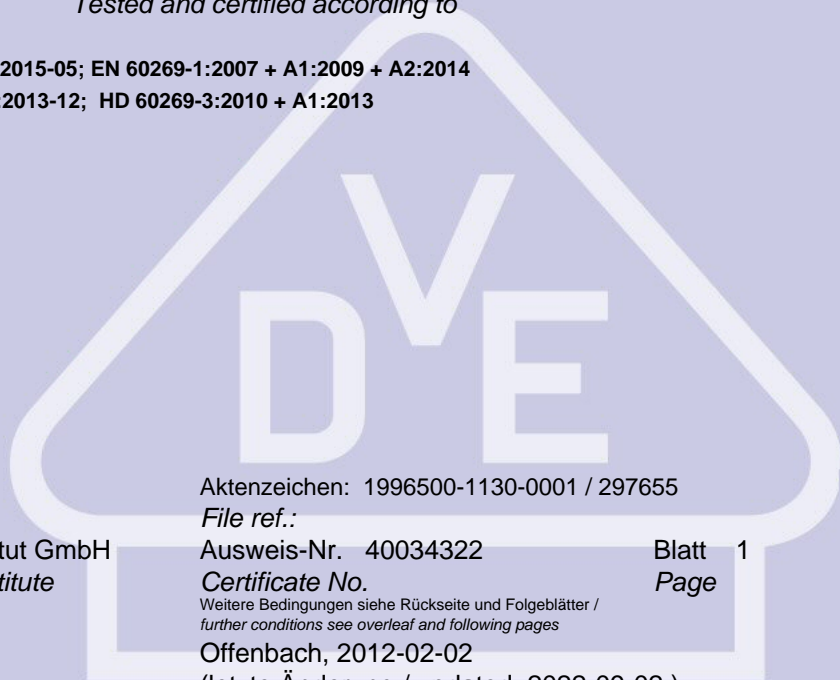 Tested and certified according to
2015-05; EN 60269-1:2007 + A1:2009 + A2:2014
:2013-12; HD 60269-3:2010 + A1:2013
V
D E
Aktenzeichen: 1996500-1130-0001 / 297655
File ref.:
tut GmbH Ausweis-Nr. 40034322 Blatt 1
titute Certificate No. Page
Weitere Bedingungen siehe Rückseite und Folgeblätter /
further conditions see overleaf and following pages
Offenbach, 2012-02-02